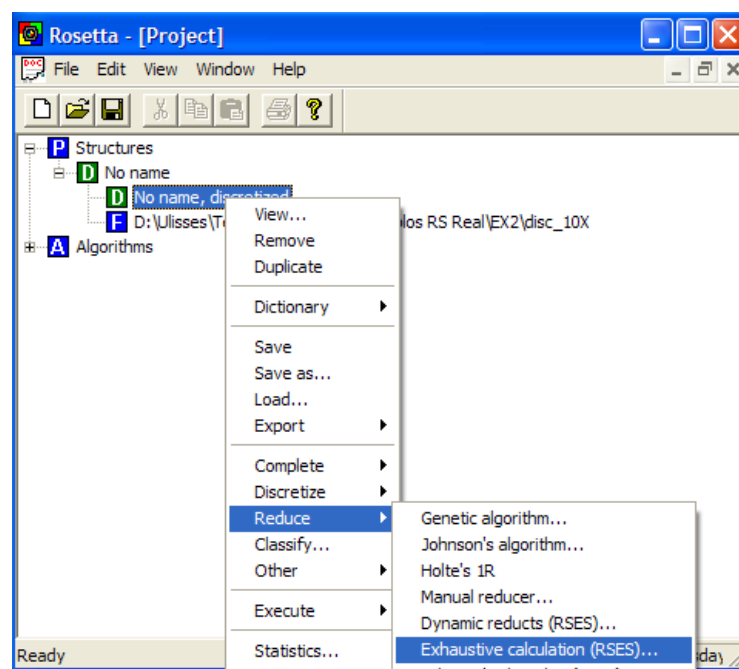 Rosetta - [Project]
File Edit View Window Help
P Structures
D No name
D No name, discretized
F D:\Ulisses\T los RS Real\EX2\disc_10X
A Algorithms
View...
Remove
Duplicate
Dictionary
Save
Save as...
Load...
Export
Complete
Discretize
Reduce
Classify...
Other
Execute
Statistics...
Genetic algorithm...
Johnson's algorithm...
Holte's 1R
Manual reducer...
Dynamic reducts (RSES)...
Exhaustive calculation (RSES)...
Ready